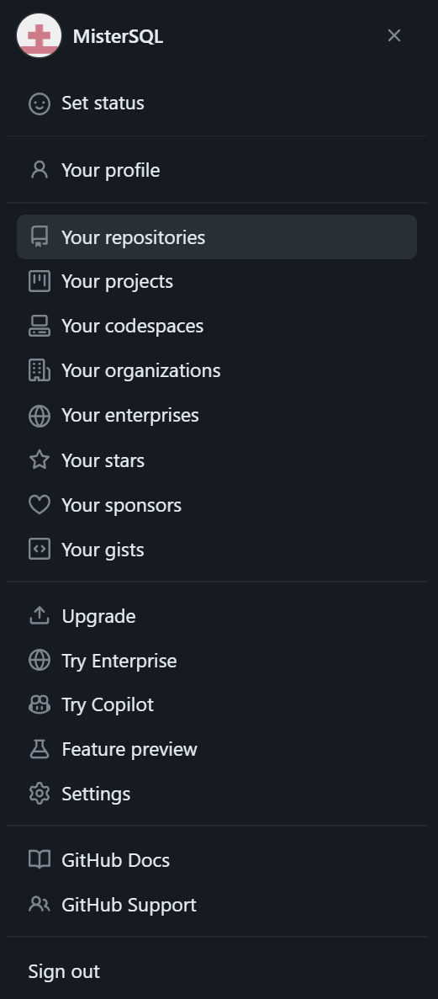 MisterSQL
Set status
Your profile
Your repositories
Your projects
Your codespaces
Your organizations
Your enterprises
Your stars
Your sponsors
Your gists
Upgrade
Try Enterprise
Try Copilot
Feature preview
Settings
GitHub Docs
GitHub Support
Sign out